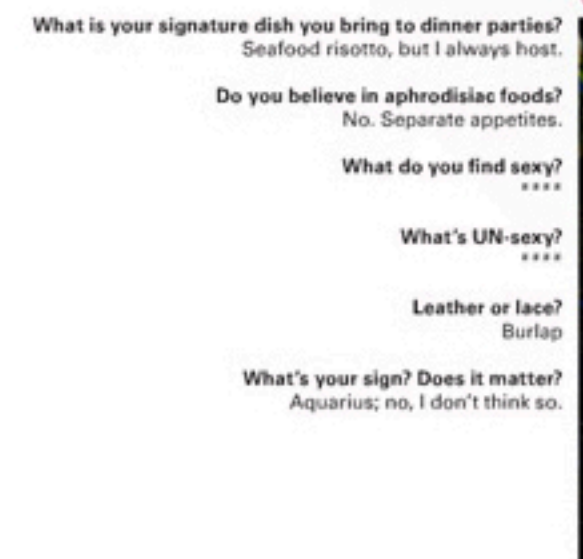 What is your signature dish you bring to dinner parties?
Seafood risotto, but I always host.
Do you believe in aphrodisiac foods?
No. Separate appetites.
What do you find sexy?
****
What's UN-sexy?
****
Leather or lace?
Burlap
What's your sign? Does it matter?
Aquarius; no, I don't think so.